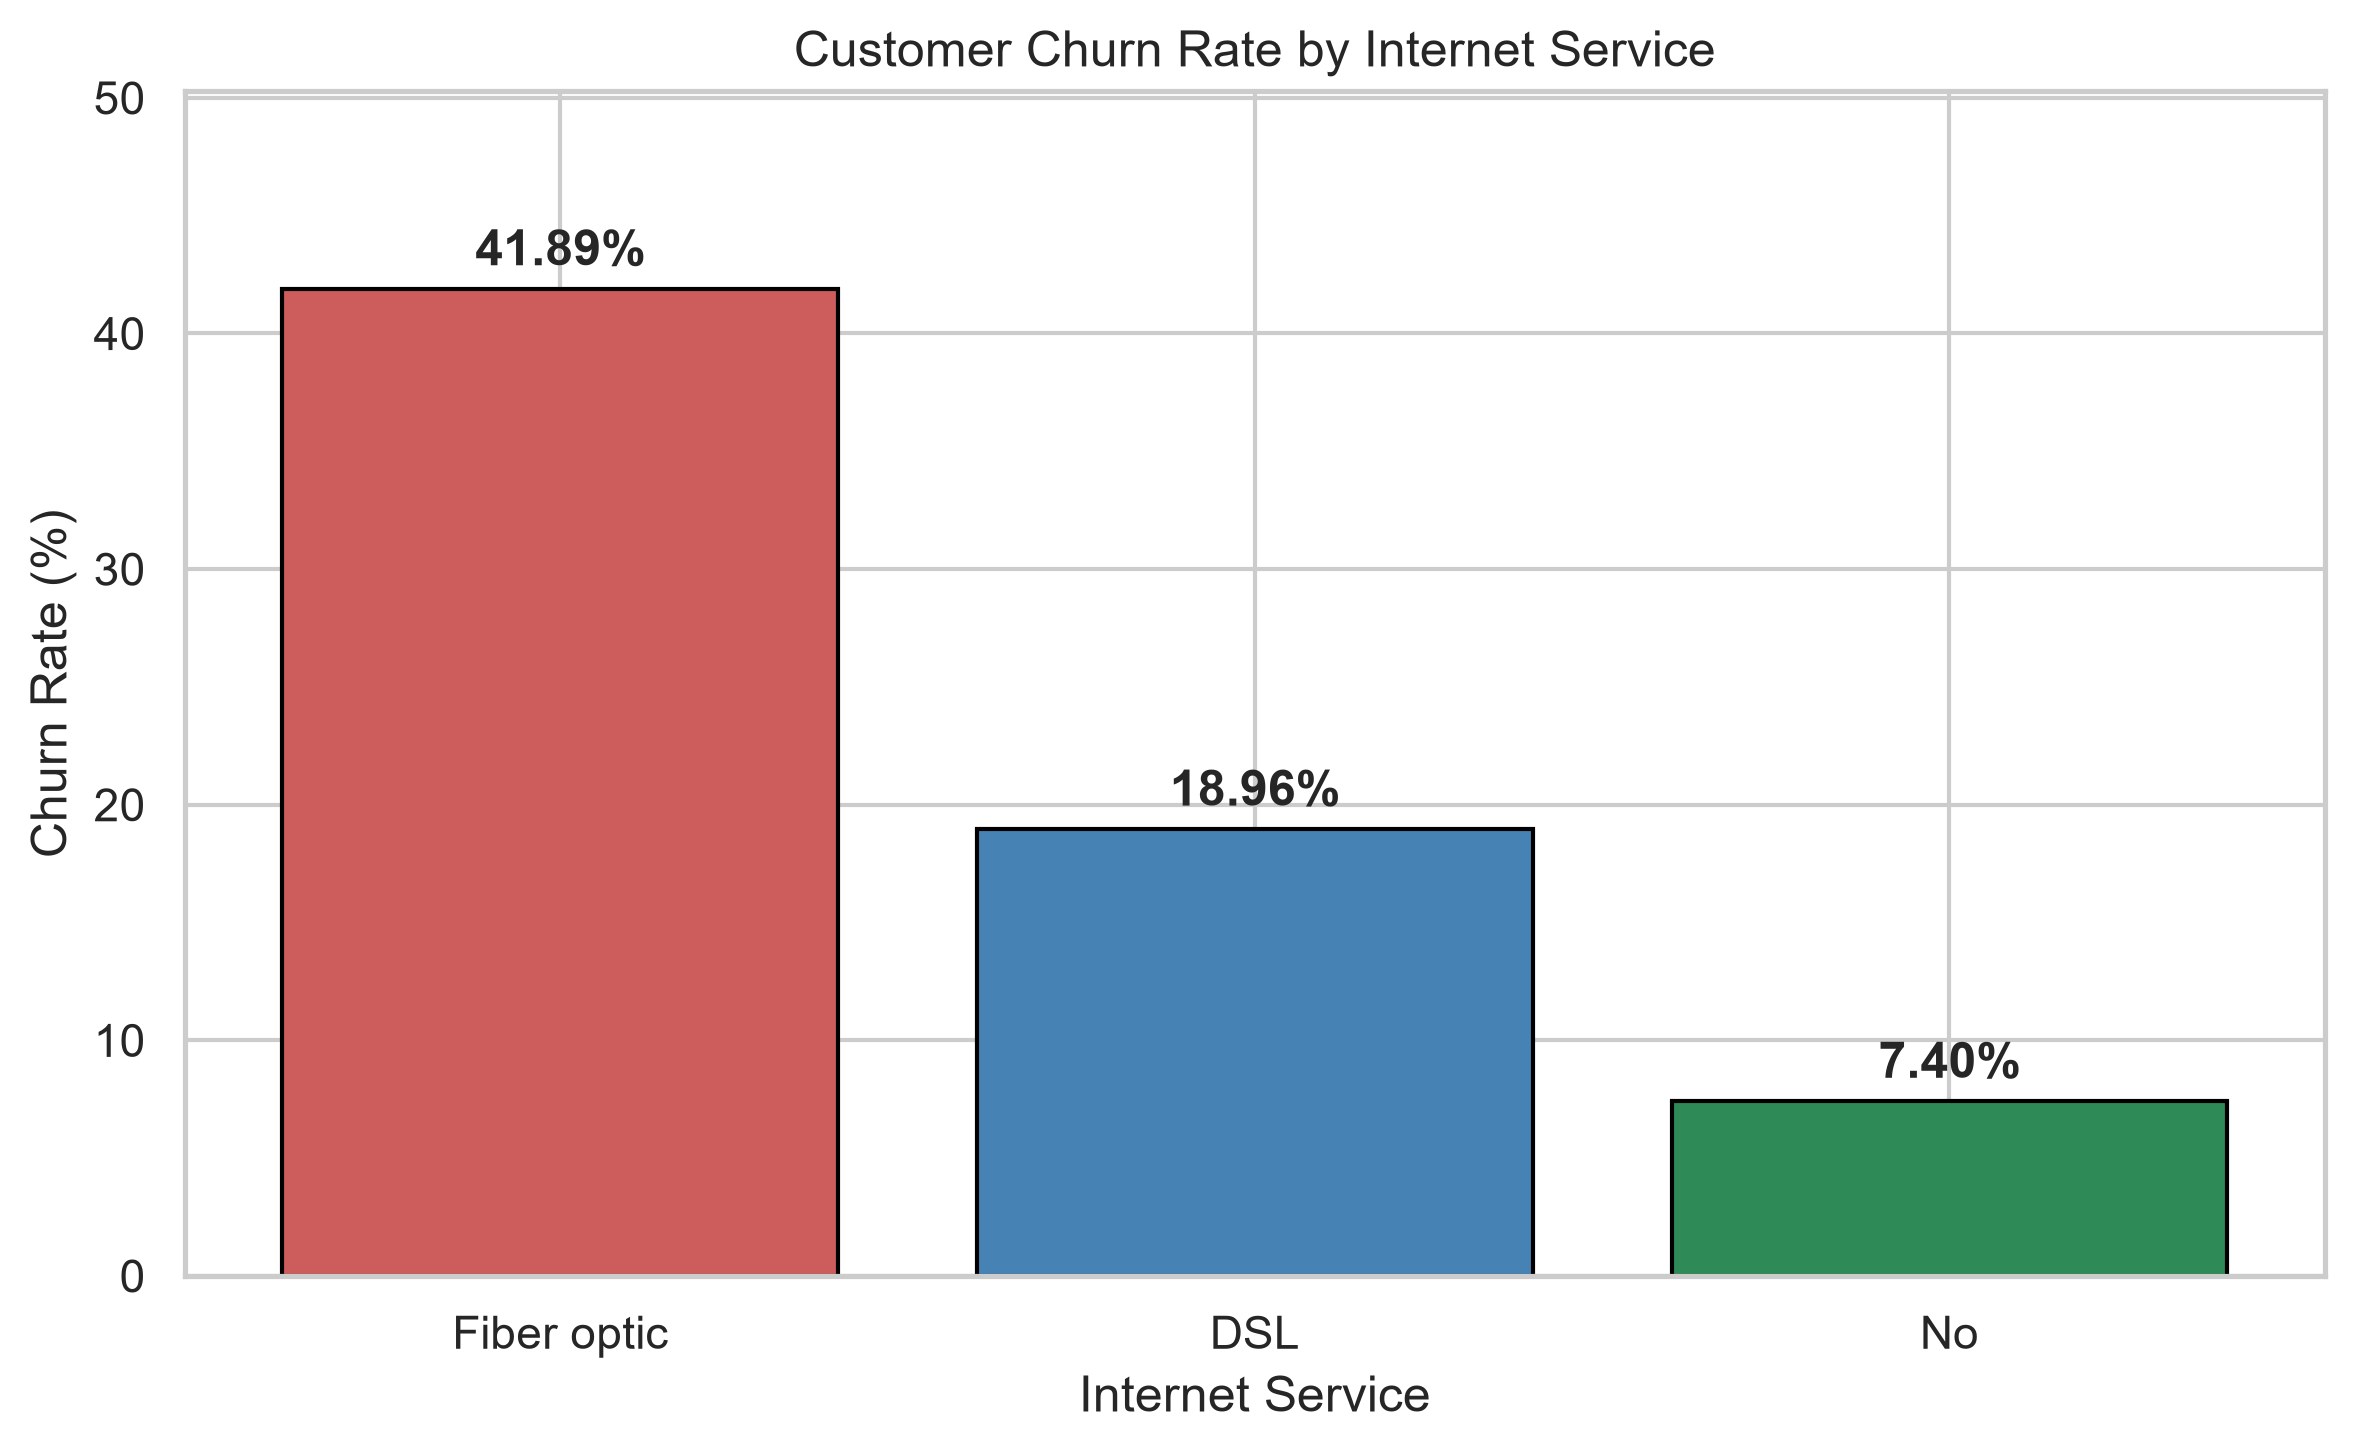 Customer Churn Rate by Internet Service
50
40
30
20
10
0
Churn Rate (%)
41.89%
18.96%
7.40%
Fiber optic
DSL
No
Internet Service